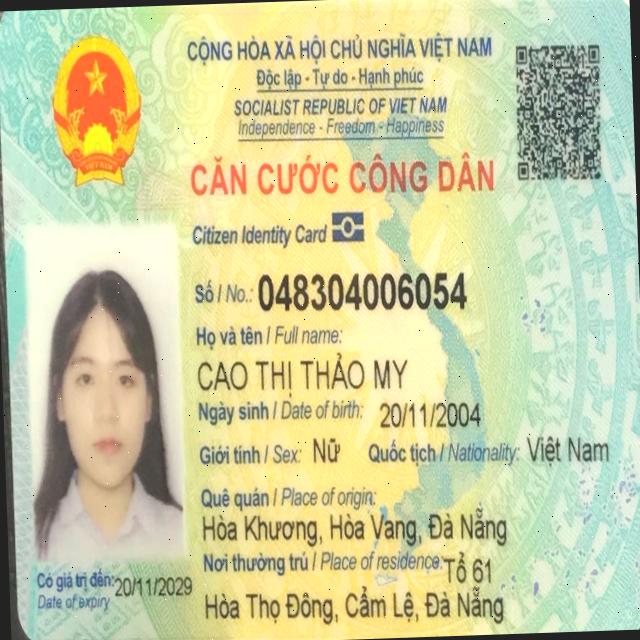 CỘNG HÒA XÃ HỘI CHỦ NGHĨA VIỆT NAM
Độc lập - Tự do - Hạnh phúc
SOCIALIST REPUBLIC OF VIET NAM
Independence - Freedom - Happiness
CĂN CƯỚC CÔNG DÂN
Citizen Identity Card
Số / No.: 048304006054
Họ và tên / Full name:
CAO THỊ THẢO MY
Ngày sinh / Date of birth: 20/11/2004
Giới tính / Sex: Nữ Quốc tịch / Nationality: Việt Nam
Quê quán / Place of origin:
Hòa Khương, Hòa Vang, Đà Nẵng
Nơi thường trú / Place of residence: Tổ 61
Hòa Thọ Đông, Cẩm Lệ, Đà Nẵng
Có giá trị đến: 20/11/2029
Date of expiry